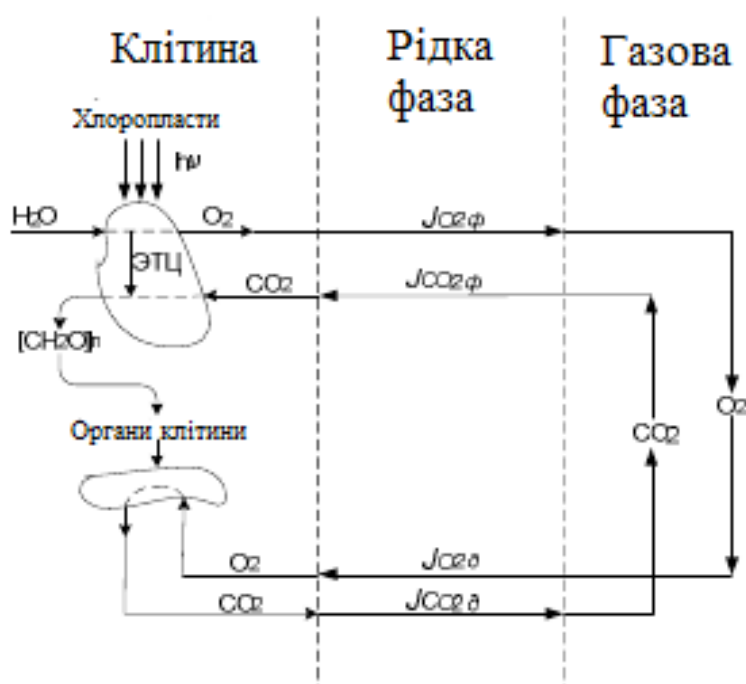 Клітина
Рідка
фаза
Газова
фаза
Хлоропласти
hν
H2O
O2
JO2ф
ЭТЦ
CO2
JCO2ф
[CH2O]n
O2
Органи клітини
CO2
O2
JO2д
CO2
JCO2д